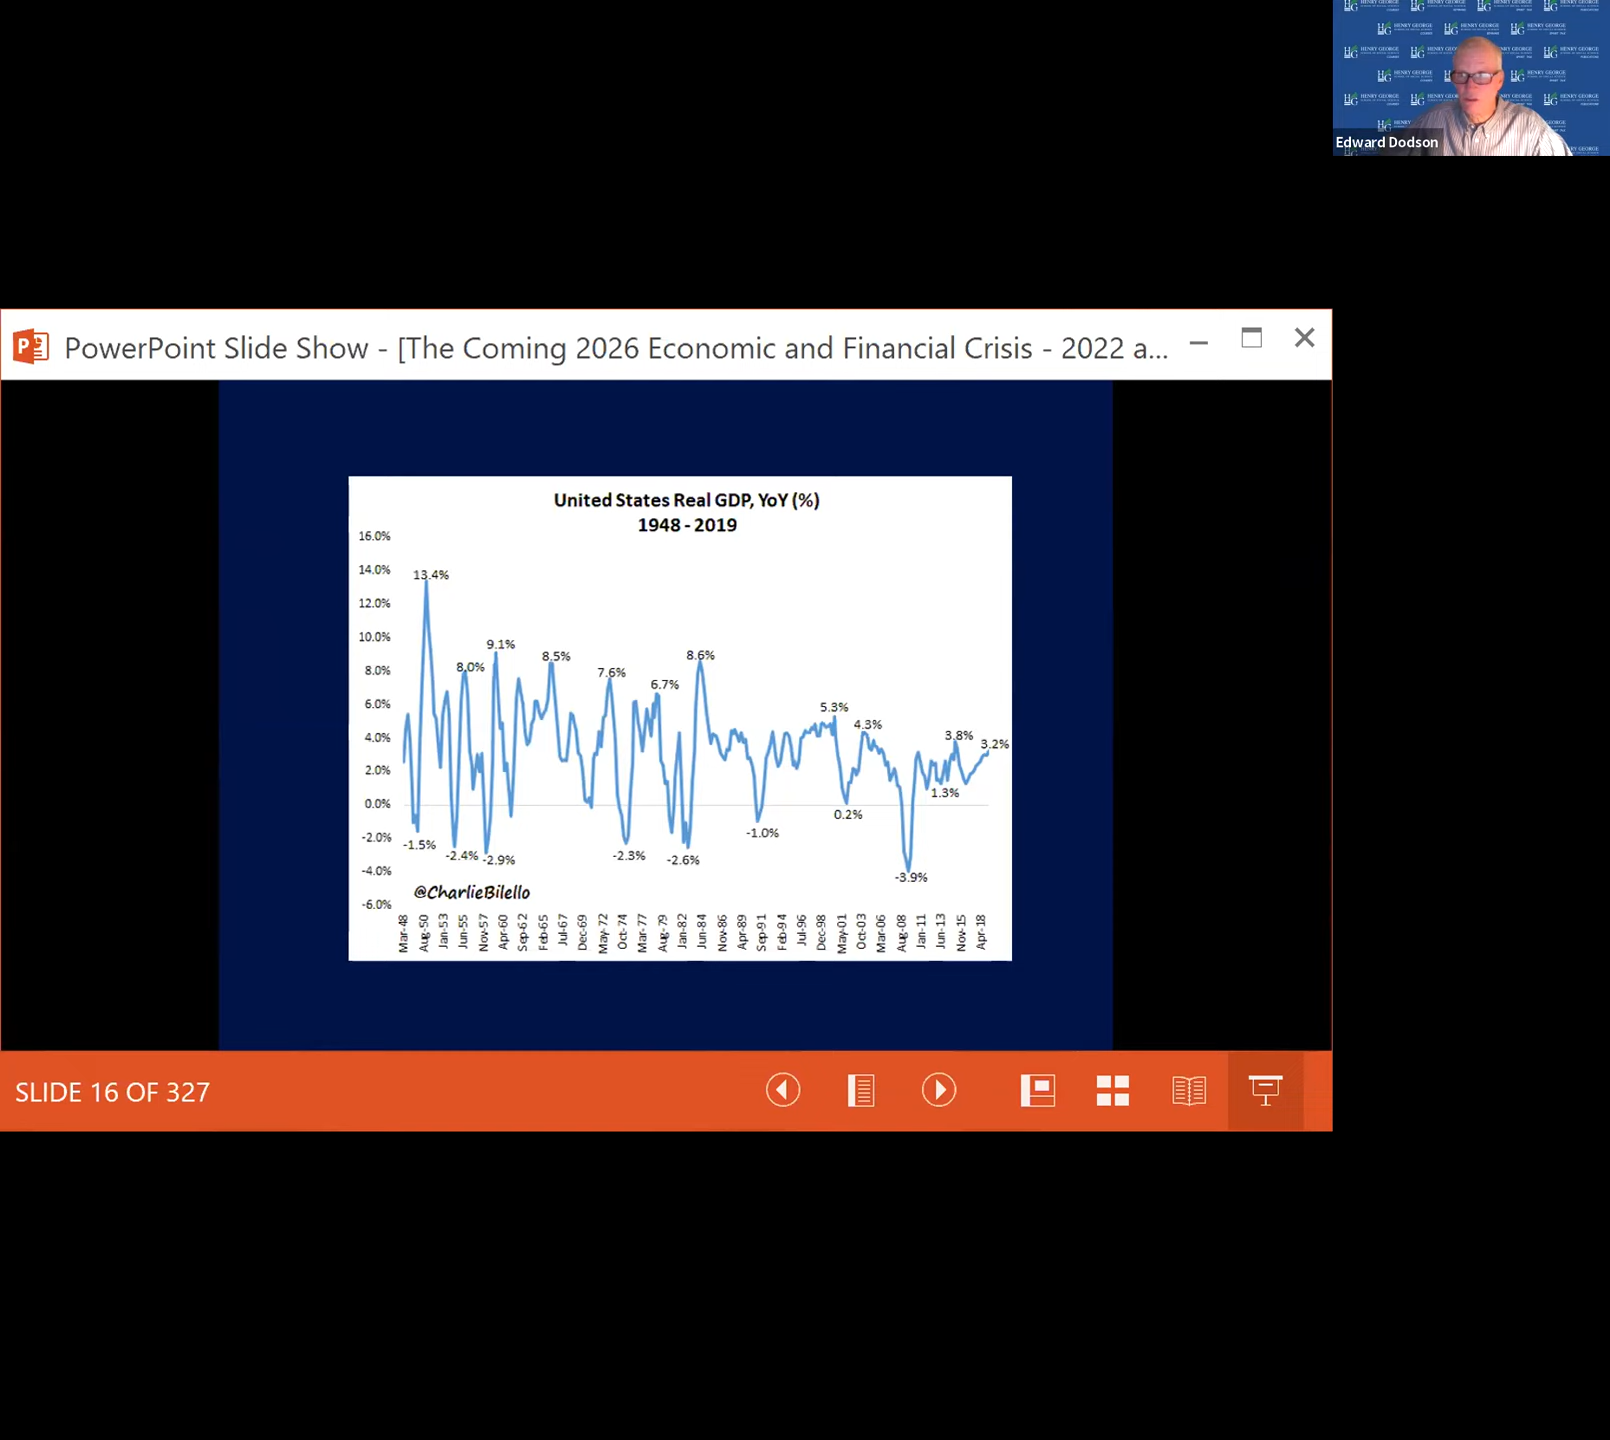 HENRY GEORGE
Edward Dodson
PowerPoint Slide Show - [The Coming 2026 Economic and Financial Crisis - 2022 a...
United States Real GDP, YoY (%)
1948 - 2019
16.0%
14.0%
12.0%
10.0%
8.0%
6.0%
4.0%
2.0%
0.0%
-2.0%
-4.0%
-6.0%
13.4%
8.0%
9.1%
8.5%
7.6%
6.7%
8.6%
5.3%
4.3%
3.8%
3.2%
-1.5%
-2.4%
-2.9%
-2.3%
-2.6%
-1.0%
0.2%
-3.9%
1.3%
@CharlieBilello
Mar-48
Aug-50
Jan-53
Jun-55
Nov-57
Apr-60
Sep-62
Feb-65
Jul-67
Dec-69
May-72
Oct-74
Mar-77
Aug-79
Jan-82
Jun-84
Nov-86
Apr-89
Sep-91
Feb-94
Jul-96
Dec-98
May-01
Oct-03
Mar-06
Aug-08
Jan-11
Jun-13
Nov-15
Apr-18
SLIDE 16 OF 327